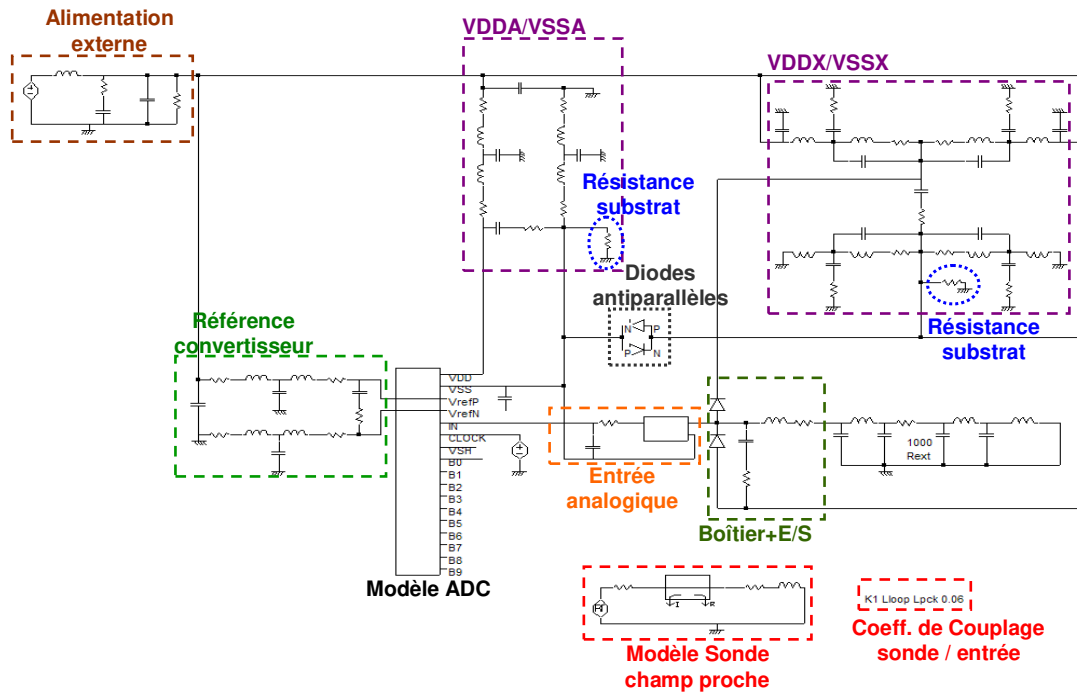 Alimentation
externe
VDDA/VSSA
VDDX/VSSX
Résistance
substrat
Diodes
antiparallèles
N P
P N
Résistance
substrat
Référence
convertisseur
VDD
VSS
VrefP
VrefN
IN
CLOCK
VSH
B0
B1
B2
B3
B4
B5
B6
B7
B8
B9
Modèle ADC
Entrée
analogique
Boîtier+E/S
1000
Rext
I R
Modèle Sonde
champ proche
K1 Lloop Lpck 0.06
Coeff. de Couplage
sonde / entrée